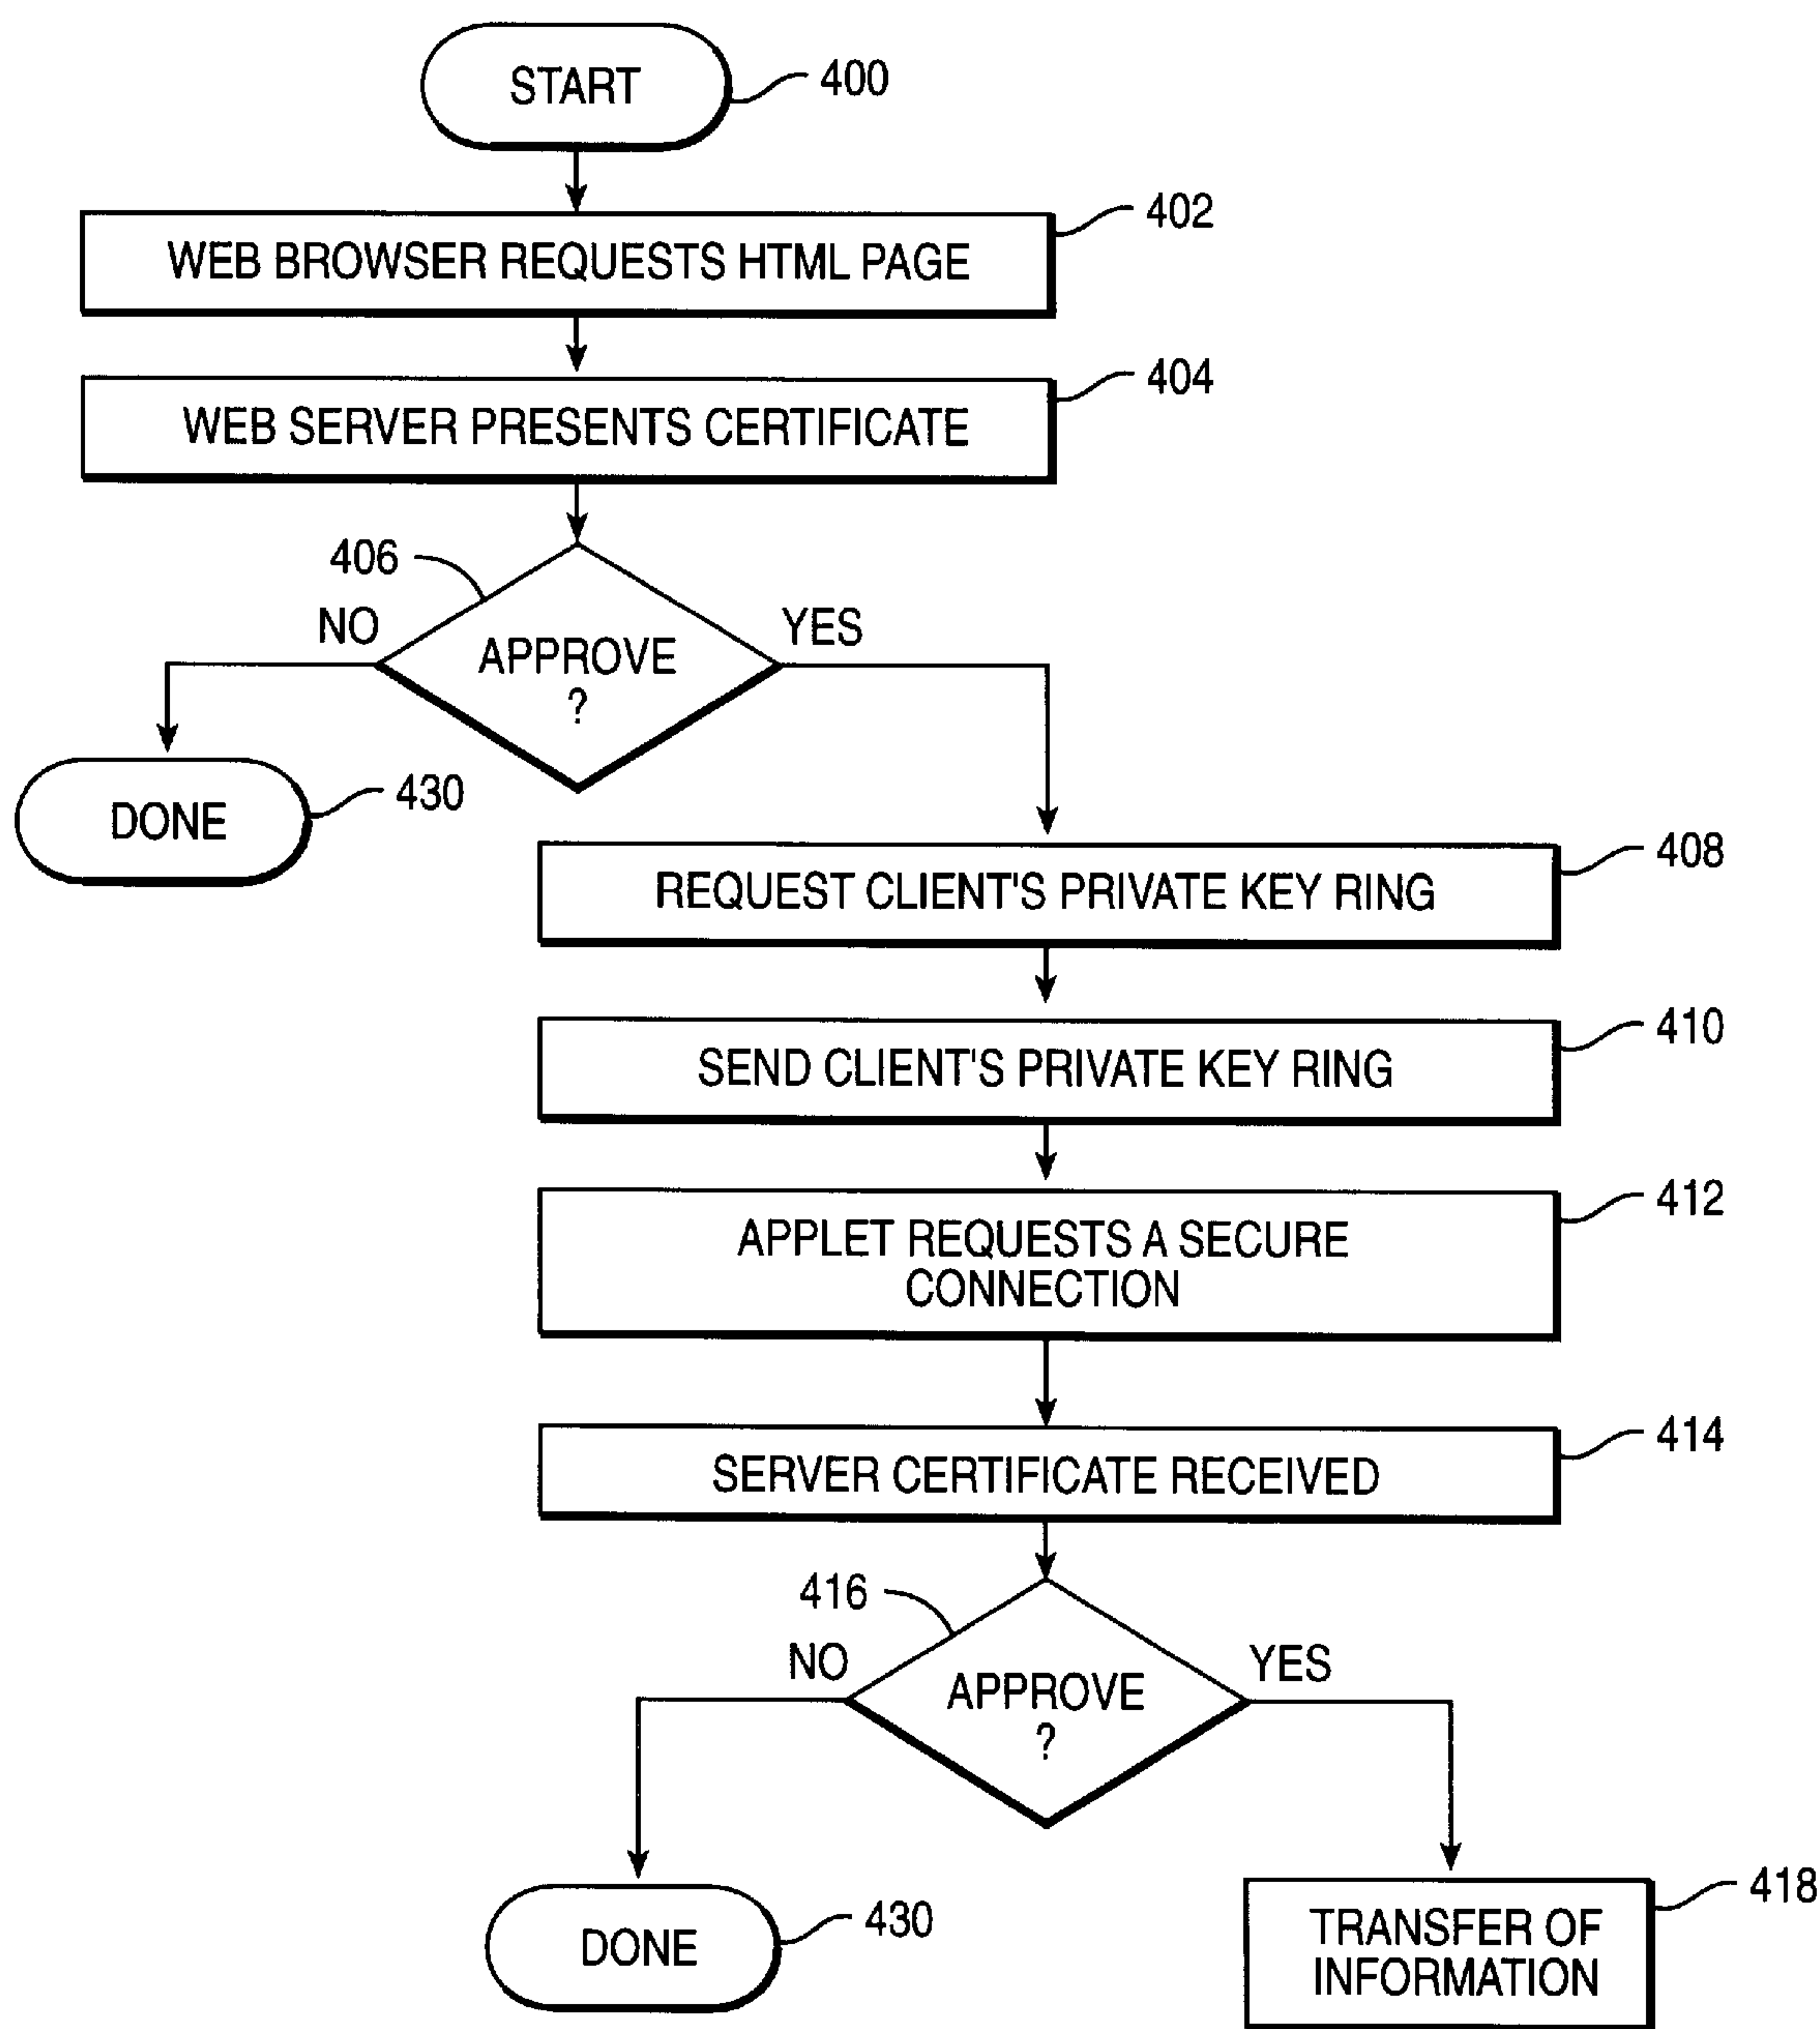 START
400
402
WEB BROWSER REQUESTS HTML PAGE
404
WEB SERVER PRESENTS CERTIFICATE
406
NO
YES
APPROVE
?
DONE
430
408
REQUEST CLIENT'S PRIVATE KEY RING
410
SEND CLIENT'S PRIVATE KEY RING
412
APPLET REQUESTS A SECURE
CONNECTION
414
SERVER CERTIFICATE RECEIVED
416
NO
YES
APPROVE
?
DONE
430
418
TRANSFER OF
INFORMATION